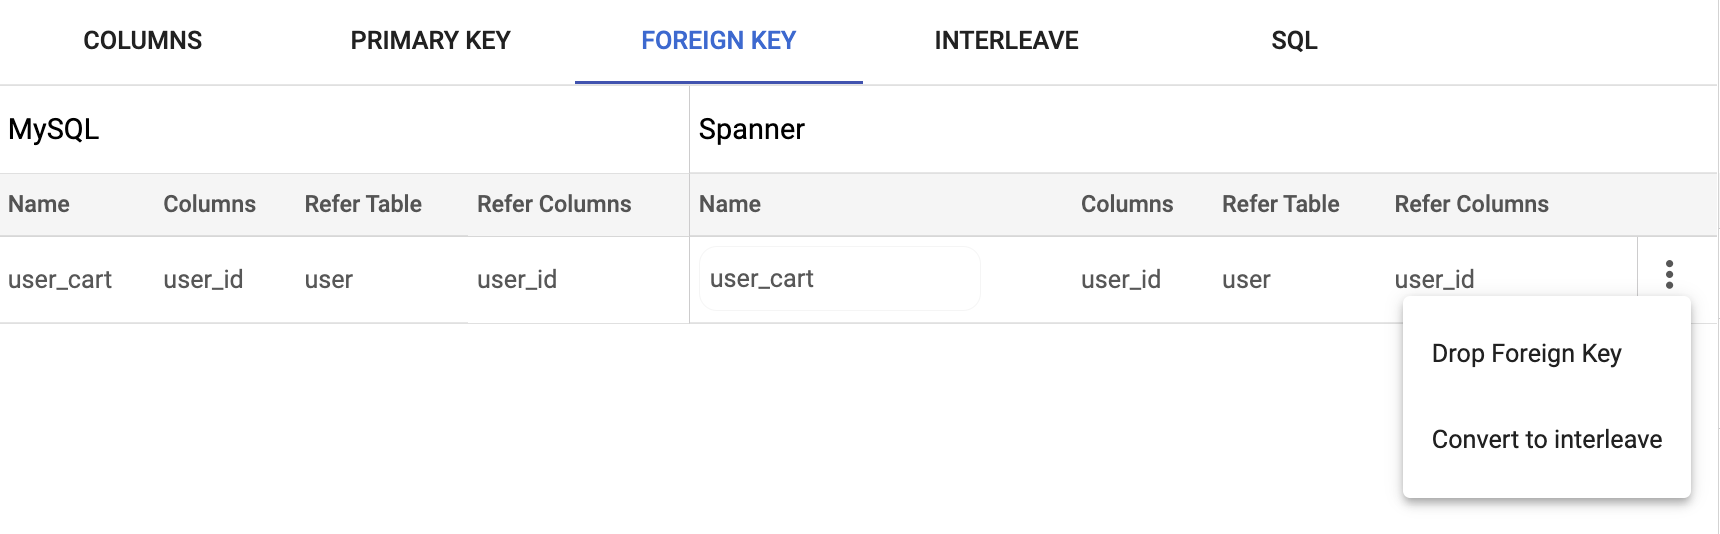 COLUMNS PRIMARY KEY FOREIGN KEY INTERLEAVE SQL
MySQL Spanner
Name Columns Refer Table Refer Columns Name Columns Refer Table Refer Columns
user_cart user_id user user_id user_cart user_id user user_id
Drop Foreign Key
Convert to interleave